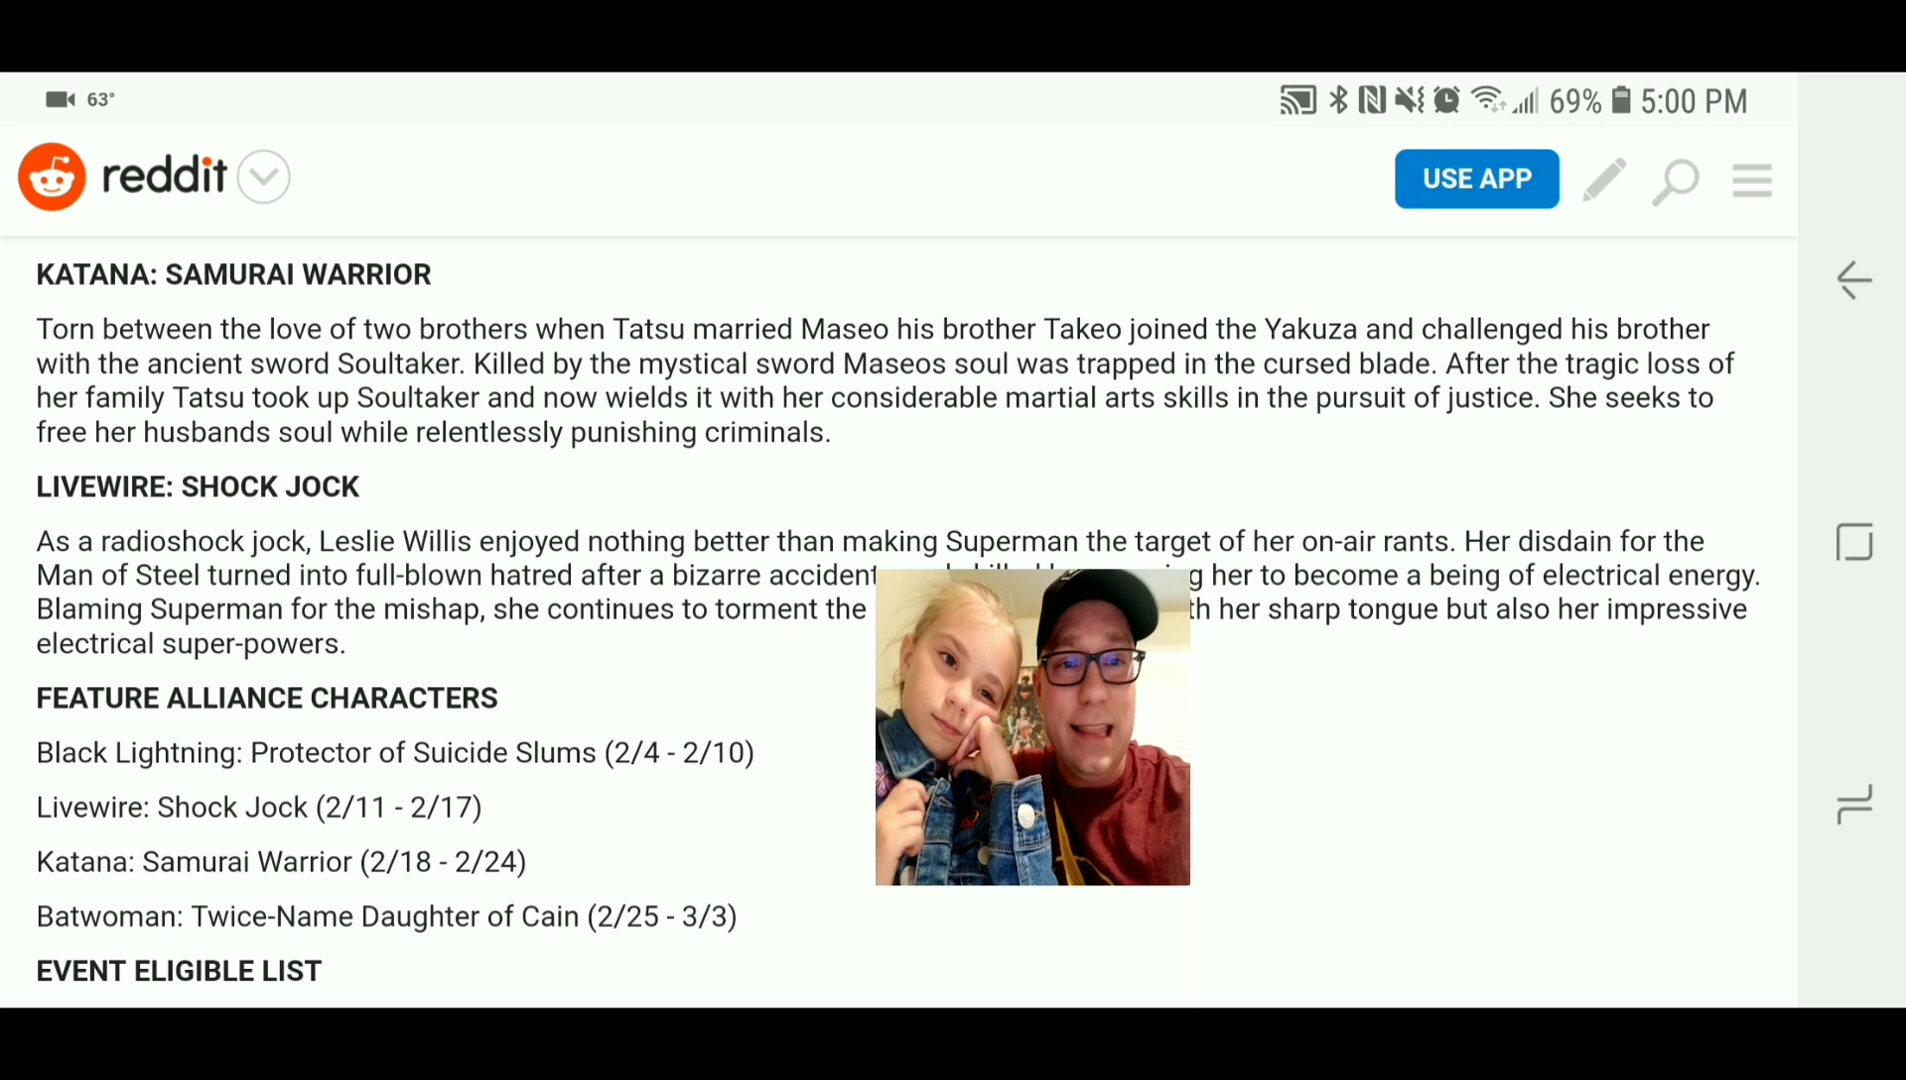 63°
69% 5:00 PM
reddit
USE APP
KATANA: SAMURAI WARRIOR
Torn between the love of two brothers when Tatsu married Maseo his brother Takeo joined the Yakuza and challenged his brother
with the ancient sword Soultaker. Killed by the mystical sword Maseos soul was trapped in the cursed blade. After the tragic loss of
her family Tatsu took up Soultaker and now wields it with her considerable martial arts skills in the pursuit of justice. She seeks to
free her husbands soul while relentlessly punishing criminals.
LIVEWIRE: SHOCK JOCK
As a radioshock jock, Leslie Willis enjoyed nothing better than making Superman the target of her on-air rants. Her disdain for the
Man of Steel turned into full-blown hatred after a bizarre accident her to become a being of electrical energy.
Blaming Superman for the mishap, she continues to torment the her sharp tongue but also her impressive
electrical super-powers.
FEATURE ALLIANCE CHARACTERS
Black Lightning: Protector of Suicide Slums (2/4 - 2/10)
Livewire: Shock Jock (2/11 - 2/17)
Katana: Samurai Warrior (2/18 - 2/24)
Batwoman: Twice-Name Daughter of Cain (2/25 - 3/3)
EVENT ELIGIBLE LIST